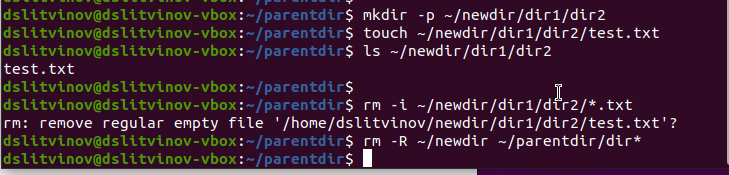 dslitvinov@dslitvinov-vbox:~/parentdir$ mkdir -p ~/newdir/dir1/dir2
dslitvinov@dslitvinov-vbox:~/parentdir$ touch ~/newdir/dir1/dir2/test.txt
dslitvinov@dslitvinov-vbox:~/parentdir$ ls ~/newdir/dir1/dir2
test.txt
dslitvinov@dslitvinov-vbox:~/parentdir$
dslitvinov@dslitvinov-vbox:~/parentdir$ rm -i ~/newdir/dir1/dir2/*.txt
rm: remove regular empty file '/home/dslitvinov/newdir/dir1/dir2/test.txt'?
dslitvinov@dslitvinov-vbox:~/parentdir$ rm -R ~/newdir ~/parentdir/dir*
dslitvinov@dslitvinov-vbox:~/parentdir$